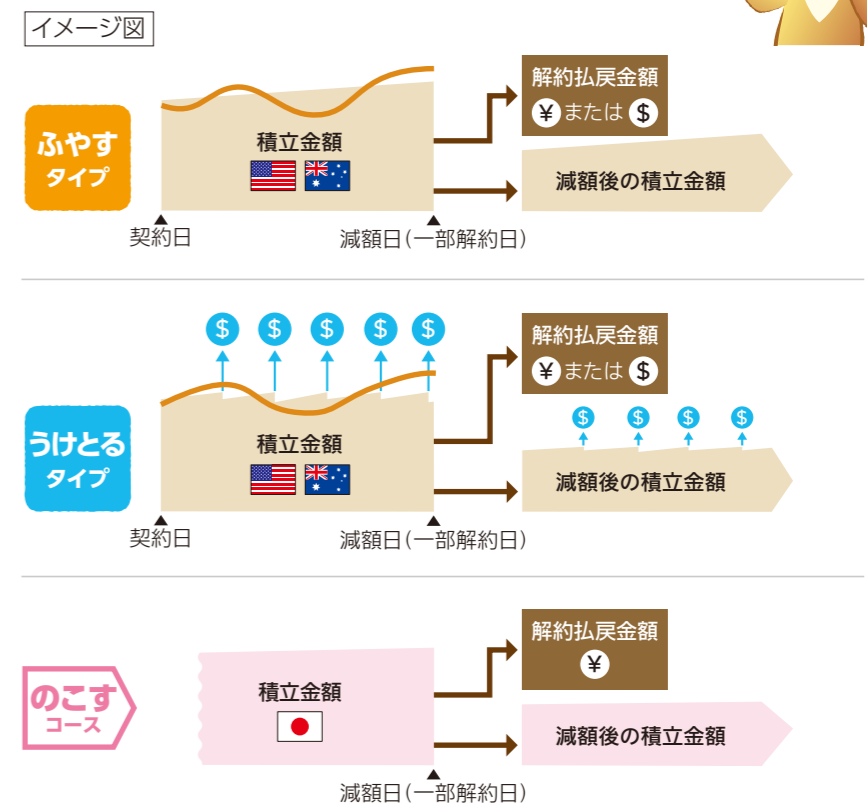 イメージ図
ふやす
タイプ
積立金額
解約払戻金額
¥または$
減額後の積立金額
契約日
減額日(一部解約日)
$ $ $ $ $
うけとる
タイプ
積立金額
解約払戻金額
¥または$
$ $ $ $
減額後の積立金額
契約日
減額日(一部解約日)
のこす
コース
積立金額
解約払戻金額
¥
減額後の積立金額
減額日(一部解約日)